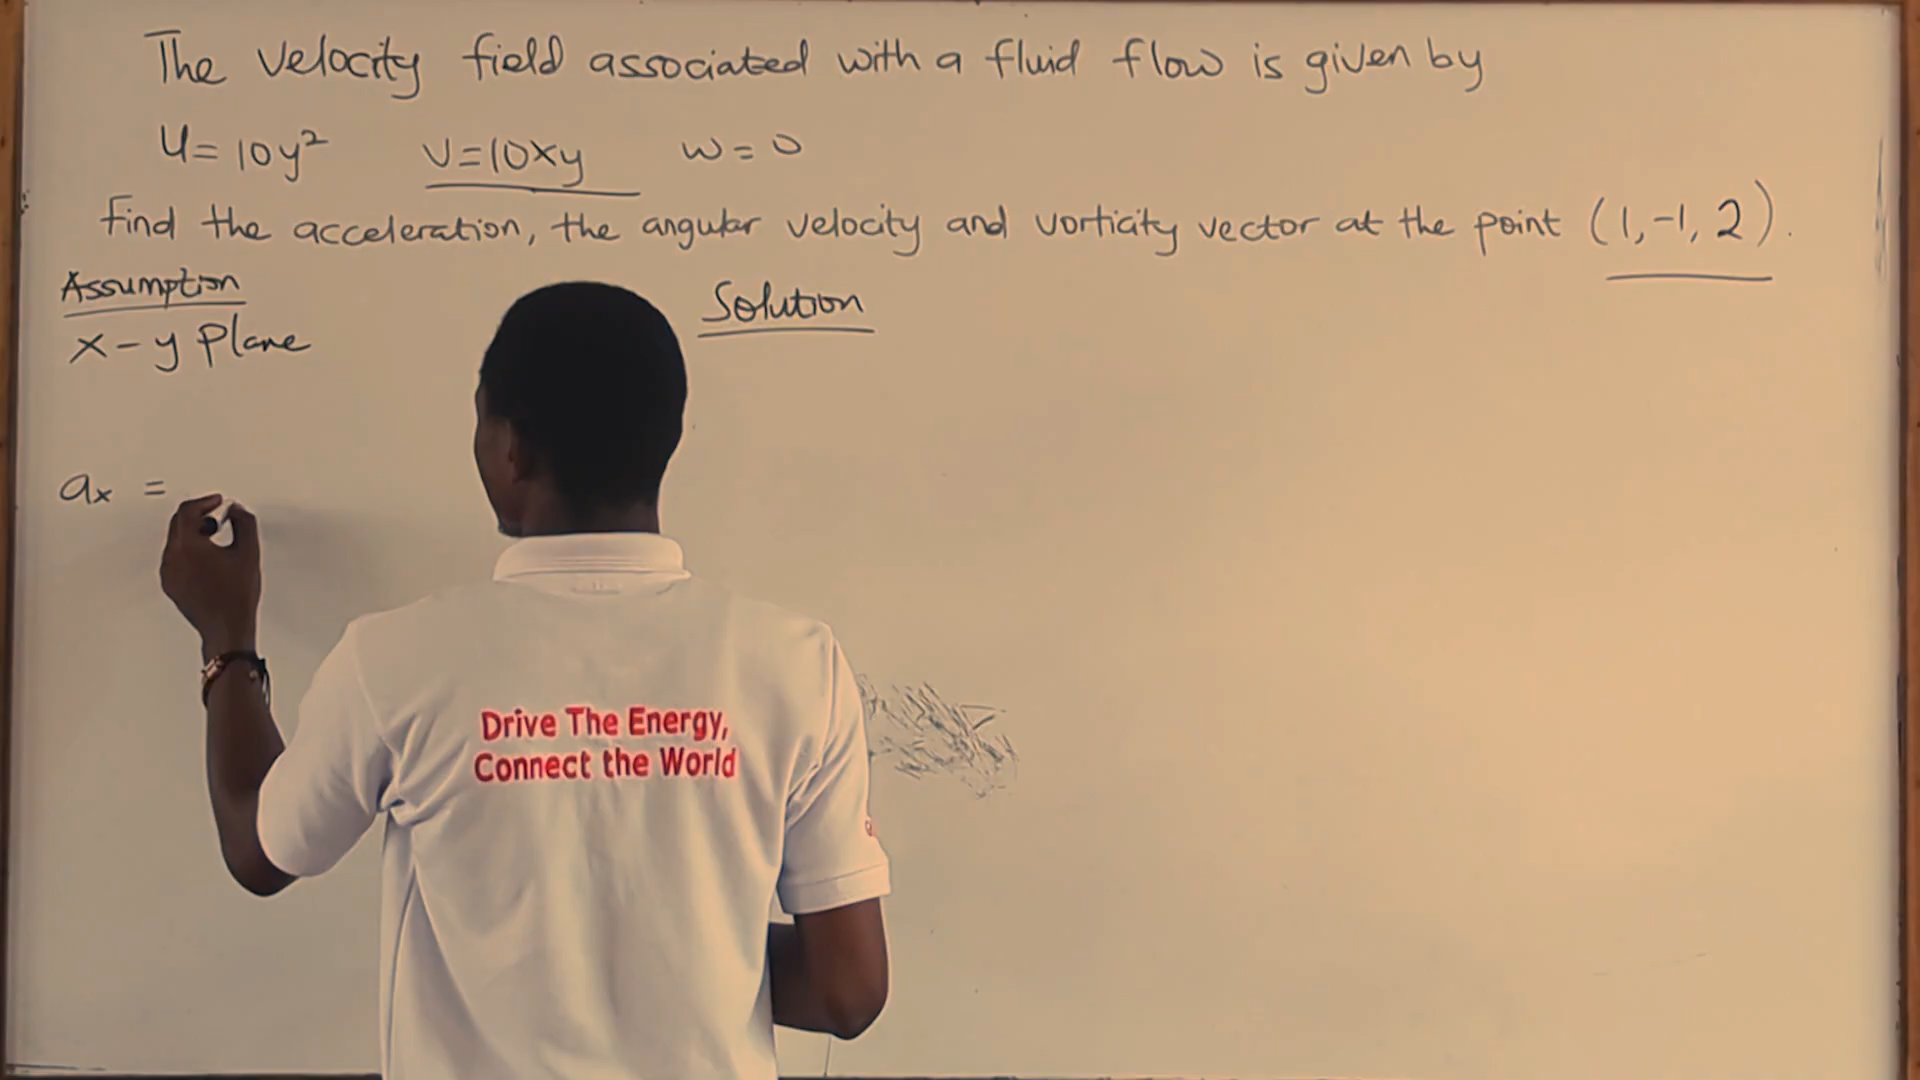 The velocity field associated with a fluid flow is given by
u = 10y² v = 10xy w = 0
Find the acceleration, the angular velocity and vorticity vector at the point (1, -1, 2).
Assumption
x - y Plane
Solution
aₓ =
Drive The Energy,
Connect the World